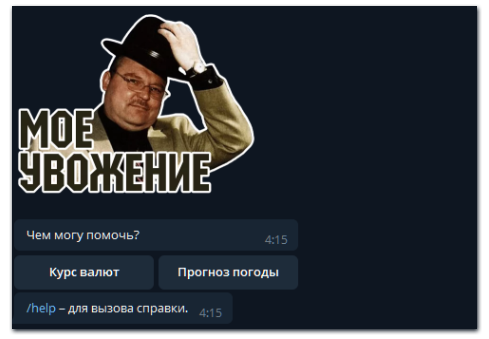 МОЕ
УВОЖЕНИЕ
Чем могу помочь?
4:15
Курс валют
Прогноз погоды
/help – для вызова справки.
4:15